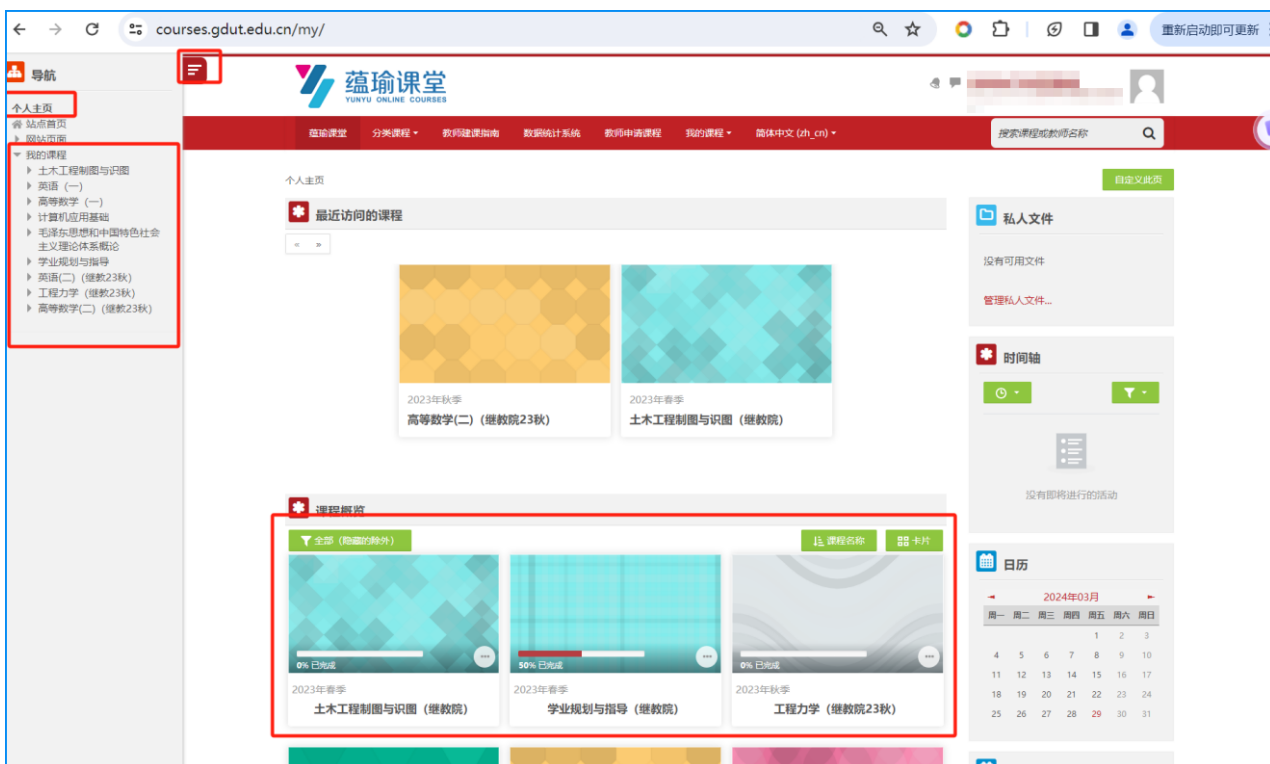 courses.gdut.edu.cn/my/
重新启动即可更新
导航
个人主页
站点首页
网站页面
我的课程
土木工程制图与识图
英语 (一)
高等数学 (一)
计算机应用基础
毛泽东思想和中国特色社会
主义理论体系概论
学业规划与指导
英语(二) (继教23秋)
工程力学 (继教23秋)
高等数学(二) (继教23秋)
蕴瑜课堂
YUNYU ONLINE COURSES
蕴瑜课堂 分类课程 教师建课指南 数据统计系统 教师申请课程 我的课程 简体中文 (zh_cn)
搜索课程或教师名称
个人主页
自定义此页
最近访问的课程
« »
2023年秋季
高等数学(二) (继教院23秋)
2023年春季
土木工程制图与识图 (继教院)
课程概览
全部 (隐藏的除外)
课程名称
卡片
0% 已完成
2023年春季
土木工程制图与识图 (继教院)
50% 已完成
2023年春季
学业规划与指导 (继教院)
0% 已完成
2023年秋季
工程力学 (继教院23秋)
私人文件
没有可用文件
管理私人文件...
时间轴
没有即将进行的活动
日历
2024年03月
周一 周二 周三 周四 周五 周六 周日
1 2 3
4 5 6 7 8 9 10
11 12 13 14 15 16 17
18 19 20 21 22 23 24
25 26 27 28 29 30 31